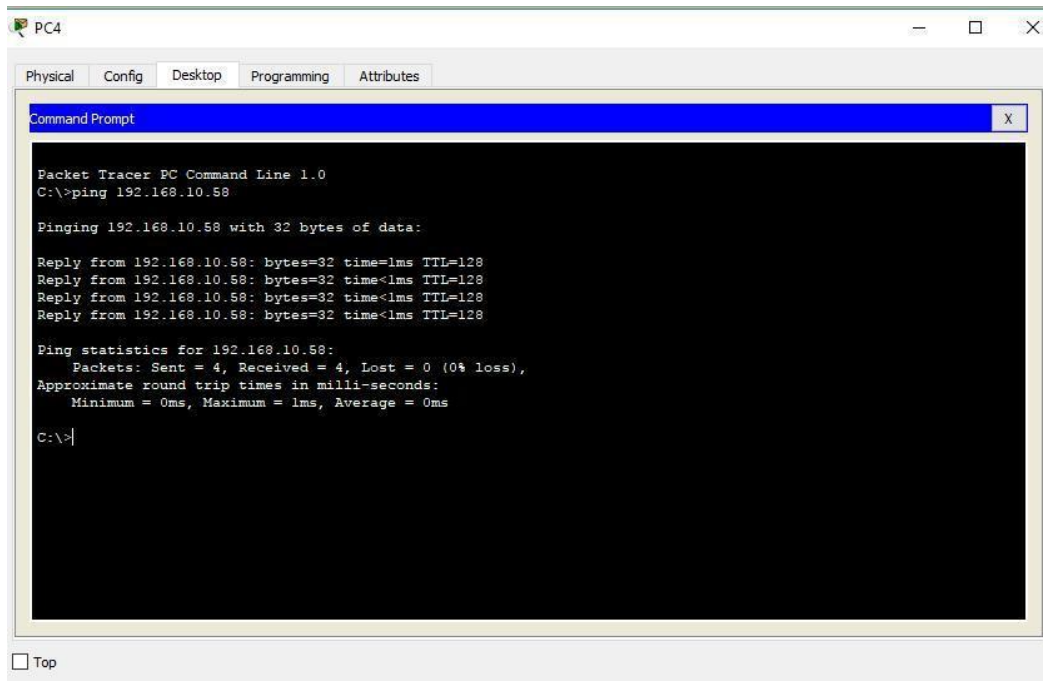 PC4
Physical Config Desktop Programming Attributes
Command Prompt X
Packet Tracer PC Command Line 1.0
C:\>ping 192.168.10.58
Pinging 192.168.10.58 with 32 bytes of data:
Reply from 192.168.10.58: bytes=32 time=1ms TTL=128
Reply from 192.168.10.58: bytes=32 time<1ms TTL=128
Reply from 192.168.10.58: bytes=32 time<1ms TTL=128
Reply from 192.168.10.58: bytes=32 time<1ms TTL=128
Ping statistics for 192.168.10.58:
Packets: Sent = 4, Received = 4, Lost = 0 (0% loss),
Approximate round trip times in milli-seconds:
Minimum = 0ms, Maximum = 1ms, Average = 0ms
C:\>
Top